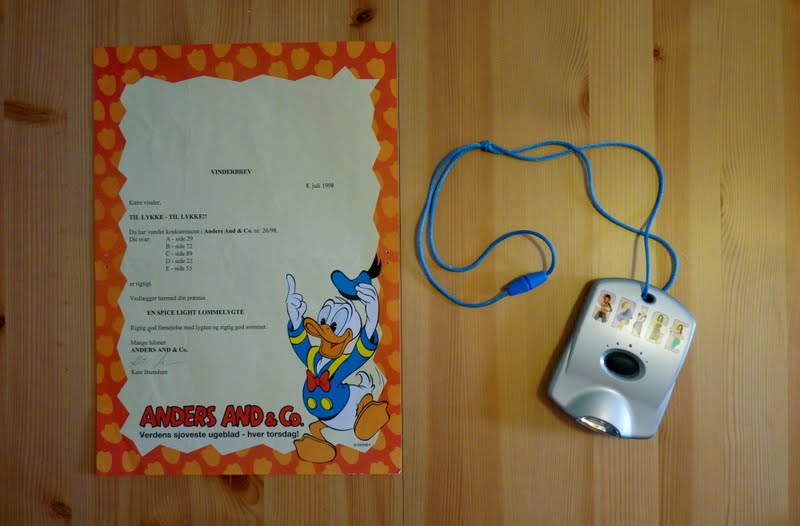 VINDERBREV
8. juli 1998
Kære vinder,
TIL LYKKE - TIL LYKKE!!
Du har vundet konkurrencen i Anders And & Co. nr. 26/98.
Dit svar: A - side 29
B - side 72
C - side 89
D - side 22
E - side 55
er rigtigt.
Vedlægger hermed din præmie
EN SPICE LIGHT LOMMELYGTE
Rigtig god fornøjelse med lygten og rigtig god sommer.
Mange hilsner
ANDERS AND & Co.
ANDERS AND & Co.
Verdens sjoveste ugeblad - hver torsdag!
© DISNEY